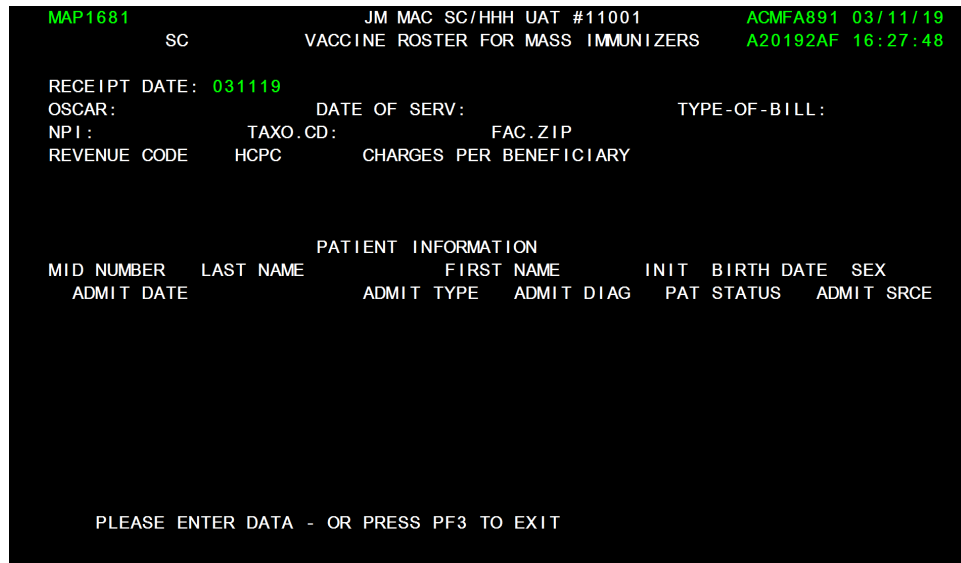 MAP1681 JM MAC SC/HHH UAT #11001 ACMFA891 03/11/19
SC VACCINE ROSTER FOR MASS IMMUNIZERS A20192AF 16:27:48
RECEIPT DATE: 031119
OSCAR: DATE OF SERV: TYPE-OF-BILL:
NPI: TAXO.CD: FAC.ZIP
REVENUE CODE HCPC CHARGES PER BENEFICIARY
PATIENT INFORMATION
MID NUMBER LAST NAME FIRST NAME INIT BIRTH DATE SEX
ADMIT DATE ADMIT TYPE ADMIT DIAG PAT STATUS ADMIT SRCE
PLEASE ENTER DATA - OR PRESS PF3 TO EXIT